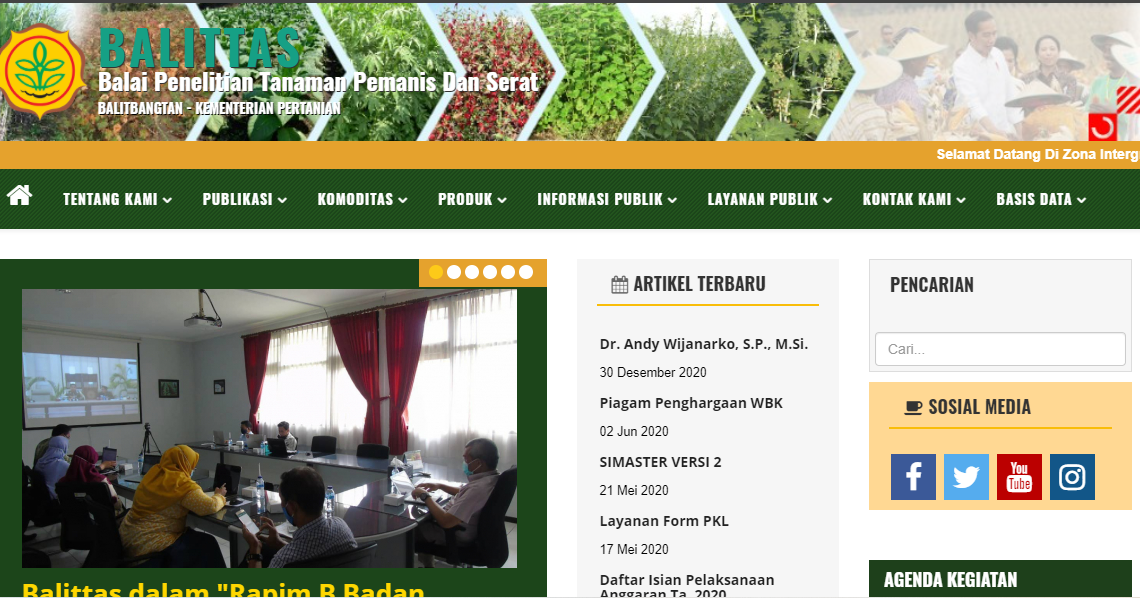 BALITTAS
Balai Penelitian Tanaman Pemanis Dan Serat
BALITBANGTAN - KEMENTERIAN PERTANIAN
Selamat Datang Di Zona Interg
TENTANG KAMI
PUBLIKASI
KOMODITAS
PRODUK
INFORMASI PUBLIK
LAYANAN PUBLIK
KONTAK KAMI
BASIS DATA
Balittas dalam "Rapim B Badan
ARTIKEL TERBARU
Dr. Andy Wijanarko, S.P., M.Si.
30 Desember 2020
Piagam Penghargaan WBK
02 Jun 2020
SIMASTER VERSI 2
21 Mei 2020
Layanan Form PKL
17 Mei 2020
Daftar Isian Pelaksanaan
Anggaran Ta. 2020
PENCARIAN
Cari...
SOSIAL MEDIA
You
Tube
AGENDA KEGIATAN